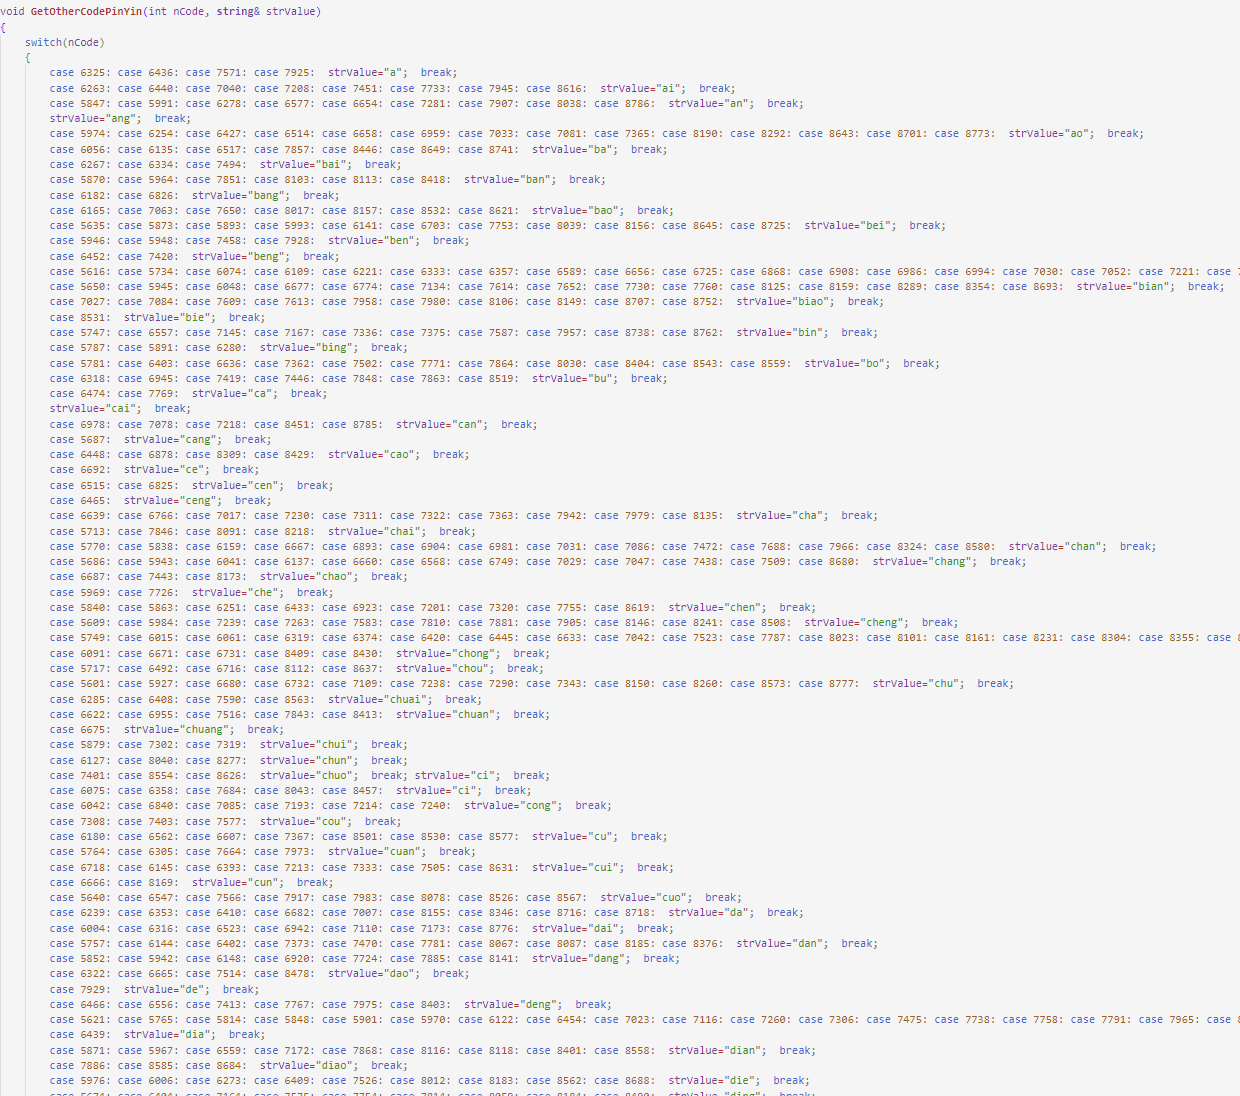 void GetOtherCodePinYin(int nCode, string& strValue)
{
switch(nCode)
{
case 6325: case 6436: case 7571: case 7925:  strValue="a";  break;
case 6263: case 6440: case 7040: case 7208: case 7451: case 7733: case 7945: case 8616:  strValue="ai";  break;
case 5847: case 5991: case 6278: case 6577: case 6654: case 7281: case 7907: case 8038: case 8786:  strValue="an";  break;
strValue="ang";  break;
case 5974: case 6254: case 6427: case 6514: case 6658: case 6959: case 7033: case 7081: case 7365: case 8190: case 8292: case 8643: case 8701: case 8773:  strValue="ao";  break;
case 6056: case 6135: case 6517: case 7857: case 8446: case 8649: case 8741:  strValue="ba";  break;
case 6267: case 6334: case 7494:  strValue="bai";  break;
case 5870: case 5964: case 7851: case 8103: case 8113: case 8418:  strValue="ban";  break;
case 6182: case 6826:  strValue="bang";  break;
case 6165: case 7063: case 7650: case 8017: case 8157: case 8532: case 8621:  strValue="bao";  break;
case 5635: case 5873: case 5893: case 5993: case 6141: case 6703: case 7753: case 8039: case 8156: case 8645: case 8725:  strValue="bei";  break;
case 5946: case 5948: case 7458: case 7928:  strValue="ben";  break;
case 6452: case 7420:  strValue="beng";  break;
case 5616: case 5734: case 6074: case 6109: case 6221: case 6333: case 6357: case 6589: case 6656: case 6725: case 6868: case 6908: case 6986: case 6994: case 7030: case 7052: case 7221: case 7
case 5650: case 5945: case 6048: case 6677: case 6774: case 7134: case 7614: case 7652: case 7730: case 7760: case 8125: case 8159: case 8289: case 8354: case 8693:  strValue="bian";  break;
case 7027: case 7084: case 7609: case 7613: case 7958: case 7980: case 8106: case 8149: case 8707: case 8752:  strValue="biao";  break;
case 8531:  strValue="bie";  break;
case 5747: case 6557: case 7145: case 7167: case 7336: case 7375: case 7587: case 7957: case 8738: case 8762:  strValue="bin";  break;
case 5787: case 5891: case 6280:  strValue="bing";  break;
case 5781: case 6403: case 6636: case 7362: case 7502: case 7771: case 7864: case 8030: case 8404: case 8543: case 8559:  strValue="bo";  break;
case 6318: case 6945: case 7419: case 7446: case 7848: case 7863: case 8519:  strValue="bu";  break;
case 6474: case 7769:  strValue="ca";  break;
strValue="cai";  break;
case 6978: case 7078: case 7218: case 8451: case 8785:  strValue="can";  break;
case 5687:  strValue="cang";  break;
case 6448: case 6878: case 8309: case 8429:  strValue="cao";  break;
case 6692:  strValue="ce";  break;
case 6515: case 6825:  strValue="cen";  break;
case 6465:  strValue="ceng";  break;
case 6639: case 6766: case 7017: case 7230: case 7311: case 7322: case 7363: case 7942: case 7979: case 8135:  strValue="cha";  break;
case 5713: case 7846: case 8091: case 8218:  strValue="chai";  break;
case 5770: case 5838: case 6159: case 6667: case 6893: case 6904: case 6981: case 7031: case 7086: case 7472: case 7688: case 7966: case 8324: case 8580:  strValue="chan";  break;
case 5686: case 5943: case 6041: case 6137: case 6660: case 6568: case 6749: case 7029: case 7047: case 7438: case 7509: case 8680:  strValue="chang";  break;
case 6687: case 7443: case 8173:  strValue="chao";  break;
case 5969: case 7726:  strValue="che";  break;
case 5840: case 5863: case 6251: case 6433: case 6923: case 7201: case 7320: case 7755: case 8619:  strValue="chen";  break;
case 5609: case 5984: case 7239: case 7263: case 7583: case 7810: case 7881: case 7905: case 8146: case 8241: case 8508:  strValue="cheng";  break;
case 5749: case 6015: case 6061: case 6319: case 6374: case 6420: case 6445: case 6633: case 7042: case 7523: case 7787: case 8023: case 8101: case 8161: case 8231: case 8304: case 8355: case 8
case 6091: case 6671: case 6731: case 8409: case 8430:  strValue="chong";  break;
case 5717: case 6492: case 6716: case 8112: case 8637:  strValue="chou";  break;
case 5601: case 5927: case 6680: case 6732: case 7109: case 7238: case 7290: case 7343: case 8150: case 8260: case 8573: case 8777:  strValue="chu";  break;
case 6285: case 6408: case 7590: case 8563:  strValue="chuai";  break;
case 6622: case 6955: case 7516: case 7843: case 8413:  strValue="chuan";  break;
case 6675:  strValue="chuang";  break;
case 5879: case 7302: case 7319:  strValue="chui";  break;
case 6127: case 8040: case 8277:  strValue="chun";  break;
case 7401: case 8554: case 8626:  strValue="chuo";  break; strValue="ci";  break;
case 6075: case 6358: case 7684: case 8043: case 8457:  strValue="ci";  break;
case 6042: case 6840: case 7085: case 7193: case 7214: case 7240:  strValue="cong";  break;
case 7308: case 7403: case 7577:  strValue="cou";  break;
case 6180: case 6562: case 6607: case 7367: case 8501: case 8530: case 8577:  strValue="cu";  break;
case 5764: case 6305: case 7664: case 7973:  strValue="cuan";  break;
case 6718: case 6145: case 6393: case 7213: case 7333: case 7505: case 8631:  strValue="cui";  break;
case 6666: case 8169:  strValue="cun";  break;
case 5640: case 6547: case 7566: case 7917: case 7983: case 8078: case 8526: case 8567:  strValue="cuo";  break;
case 6239: case 6353: case 6410: case 6682: case 7007: case 8155: case 8346: case 8716: case 8718:  strValue="da";  break;
case 6004: case 6316: case 6523: case 6942: case 7110: case 7173: case 8776:  strValue="dai";  break;
case 5757: case 6144: case 6402: case 7373: case 7470: case 7781: case 8067: case 8087: case 8185: case 8376:  strValue="dan";  break;
case 5852: case 5942: case 6148: case 6920: case 7724: case 7885: case 8141:  strValue="dang";  break;
case 6322: case 6665: case 7514: case 8478:  strValue="dao";  break;
case 7929:  strValue="de";  break;
case 6466: case 6556: case 7413: case 7767: case 7975: case 8403:  strValue="deng";  break;
case 5621: case 5765: case 5814: case 5848: case 5901: case 5970: case 6122: case 6454: case 7023: case 7116: case 7260: case 7306: case 7475: case 7738: case 7758: case 7791: case 7965: case 8
case 6439:  strValue="dia";  break;
case 5871: case 5967: case 6559: case 7172: case 7868: case 8116: case 8118: case 8401: case 8558:  strValue="dian";  break;
case 7886: case 8585: case 8684:  strValue="diao";  break;
case 5976: case 6006: case 6273: case 6409: case 7526: case 8012: case 8183: case 8562: case 8688:  strValue="die";  break;